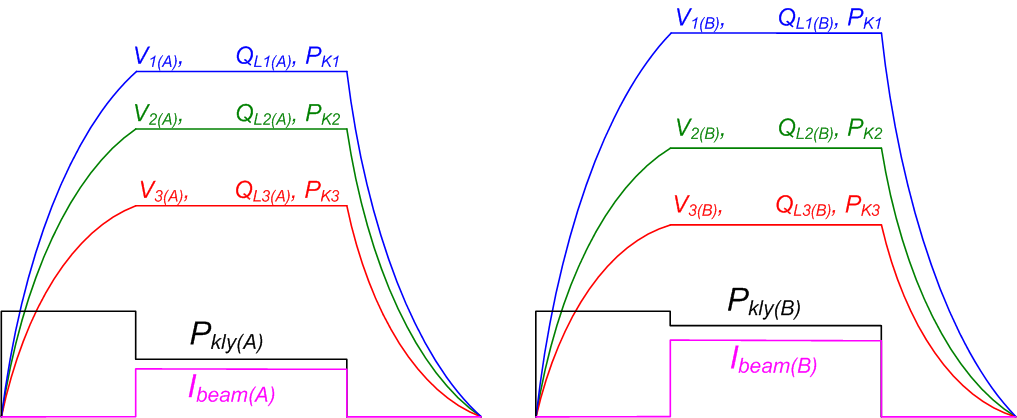 V1(A), QL1(A), PK1
V2(A), QL2(A), PK2
V3(A), QL3(A), PK3
Pkly(A)
Ibeam(A)
V1(B), QL1(B), PK1
V2(B), QL2(B), PK2
V3(B), QL3(B), PK3
Pkly(B)
Ibeam(B)